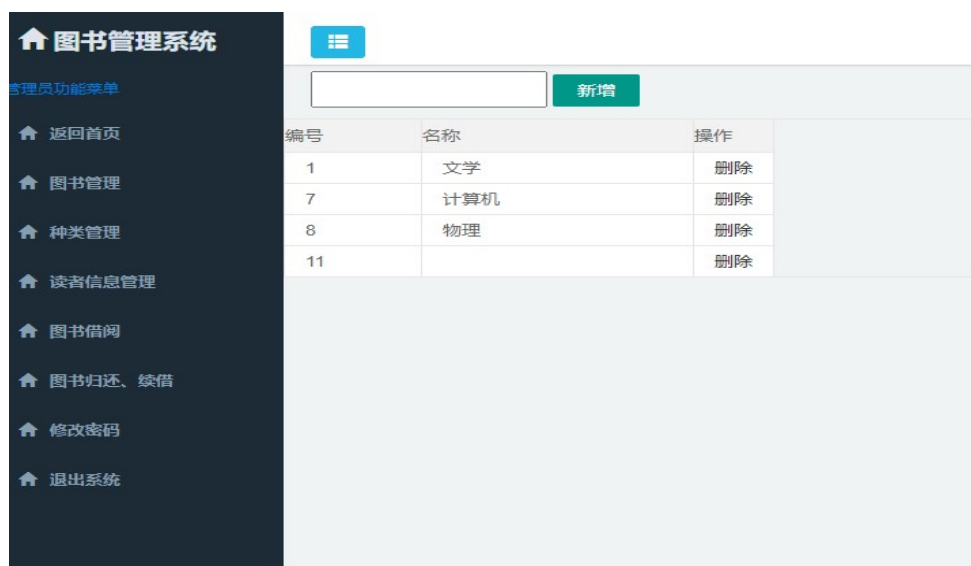 图书管理系统
管理员功能菜单
返回首页
图书管理
种类管理
读者信息管理
图书借阅
图书归还、续借
修改密码
退出系统
新增
编号 名称 操作
1 文学 删除
7 计算机 删除
8 物理 删除
11 删除